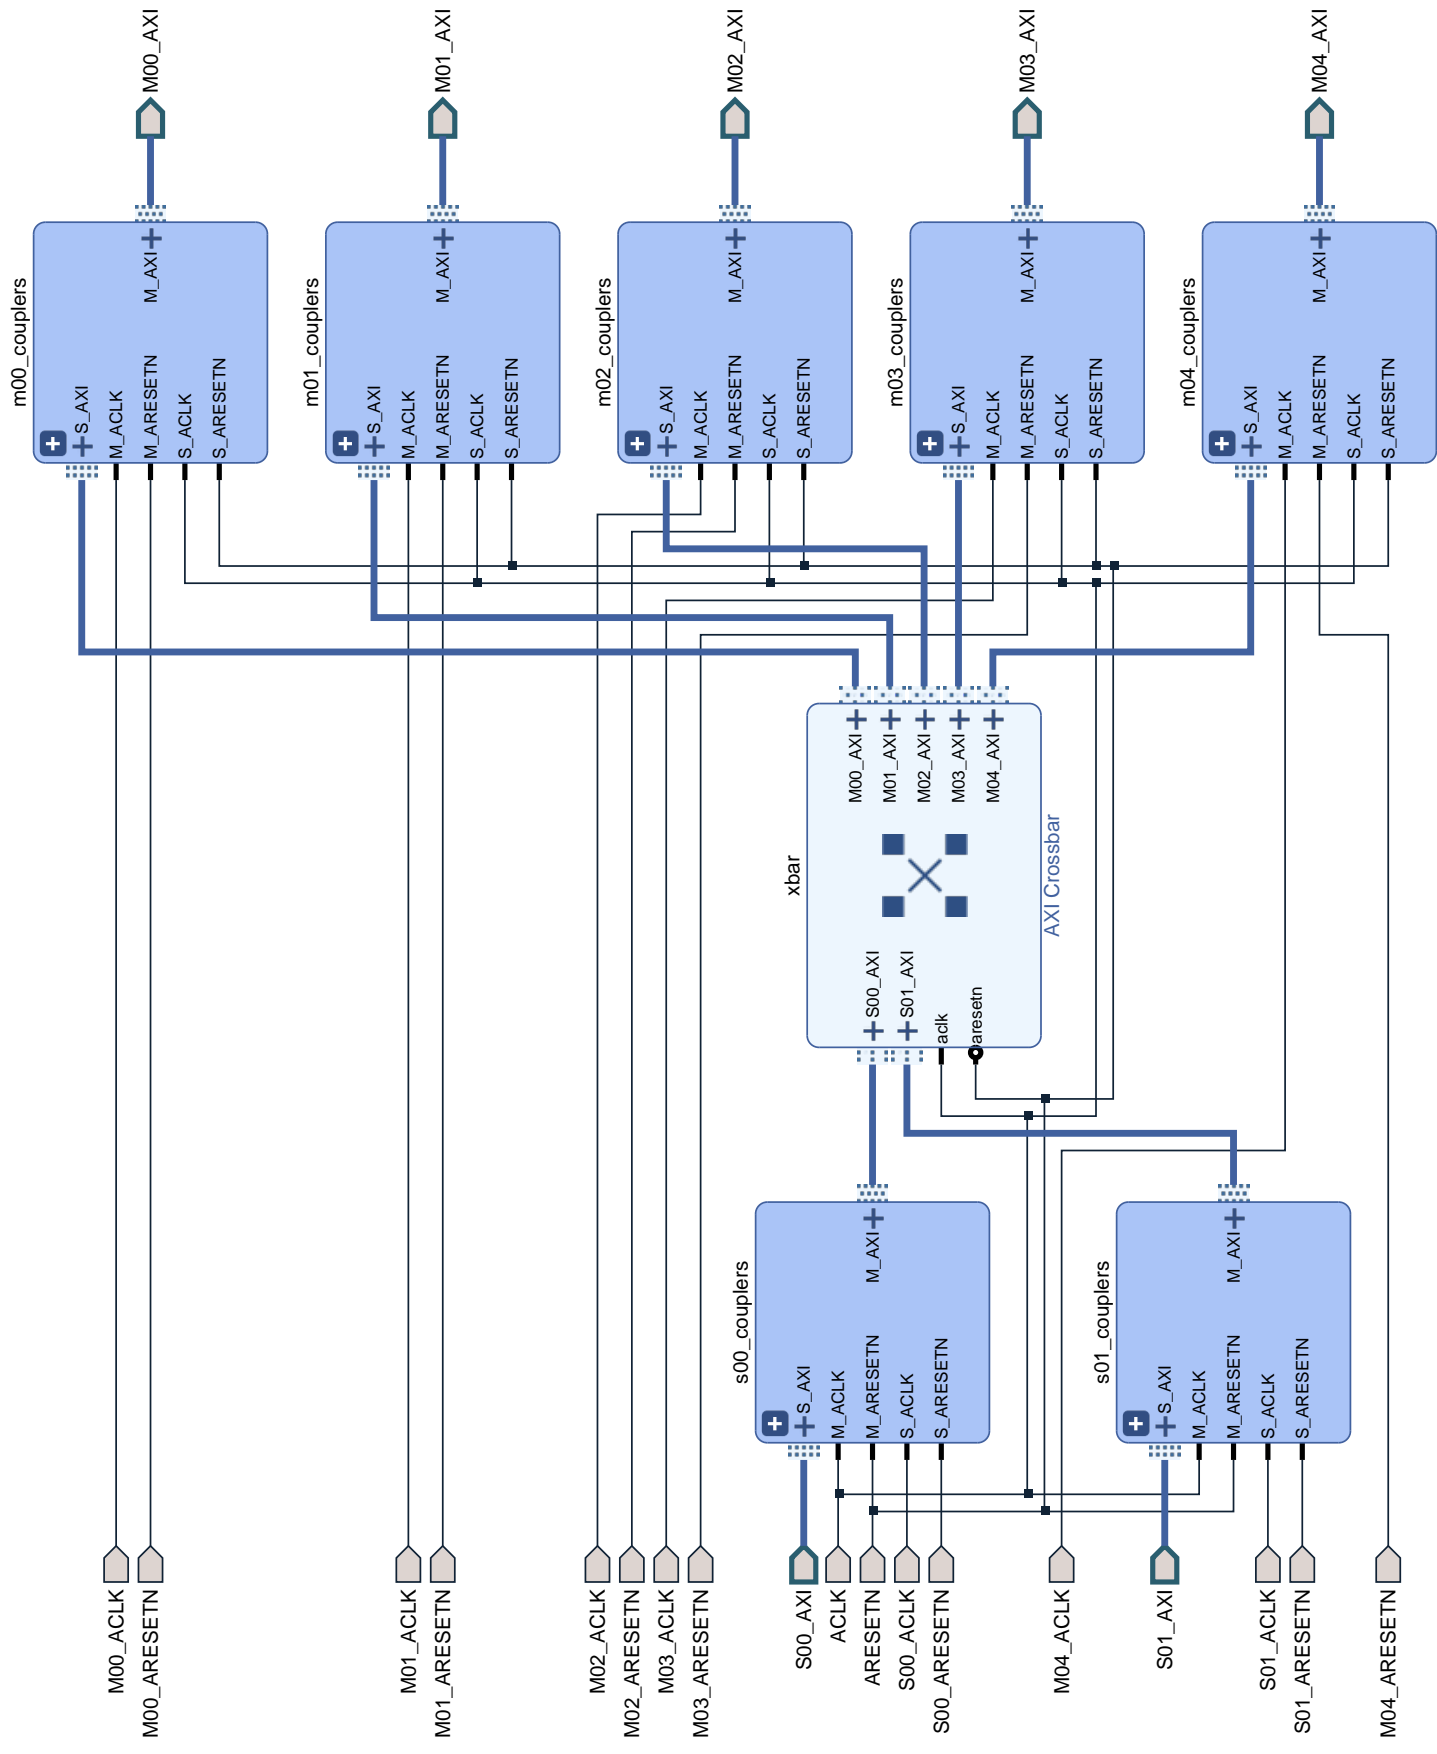 M00_AXI
M01_AXI
M02_AXI
M03_AXI
M04_AXI
m00_couplers
S_AXI
M_ACLK
M_ARESETN
S_ACLK
S_ARESETN
M_AXI
m01_couplers
S_AXI
M_ACLK
M_ARESETN
S_ACLK
S_ARESETN
M_AXI
m02_couplers
S_AXI
M_ACLK
M_ARESETN
S_ACLK
S_ARESETN
M_AXI
m03_couplers
S_AXI
M_ACLK
M_ARESETN
S_ACLK
S_ARESETN
M_AXI
m04_couplers
S_AXI
M_ACLK
M_ARESETN
S_ACLK
S_ARESETN
M_AXI
xbar
M00_AXI
M01_AXI
M02_AXI
M03_AXI
M04_AXI
S00_AXI
S01_AXI
aclk
aresetn
AXI Crossbar
s00_couplers
S_AXI
M_ACLK
M_ARESETN
S_ACLK
S_ARESETN
M_AXI
s01_couplers
S_AXI
M_ACLK
M_ARESETN
S_ACLK
S_ARESETN
M_AXI
M00_ACLK
M00_ARESETN
M01_ACLK
M01_ARESETN
M02_ACLK
M02_ARESETN
M03_ACLK
M03_ARESETN
S00_AXI
ACLK
ARESETN
S00_ACLK
S00_ARESETN
M04_ACLK
S01_AXI
S01_ACLK
S01_ARESETN
M04_ARESETN